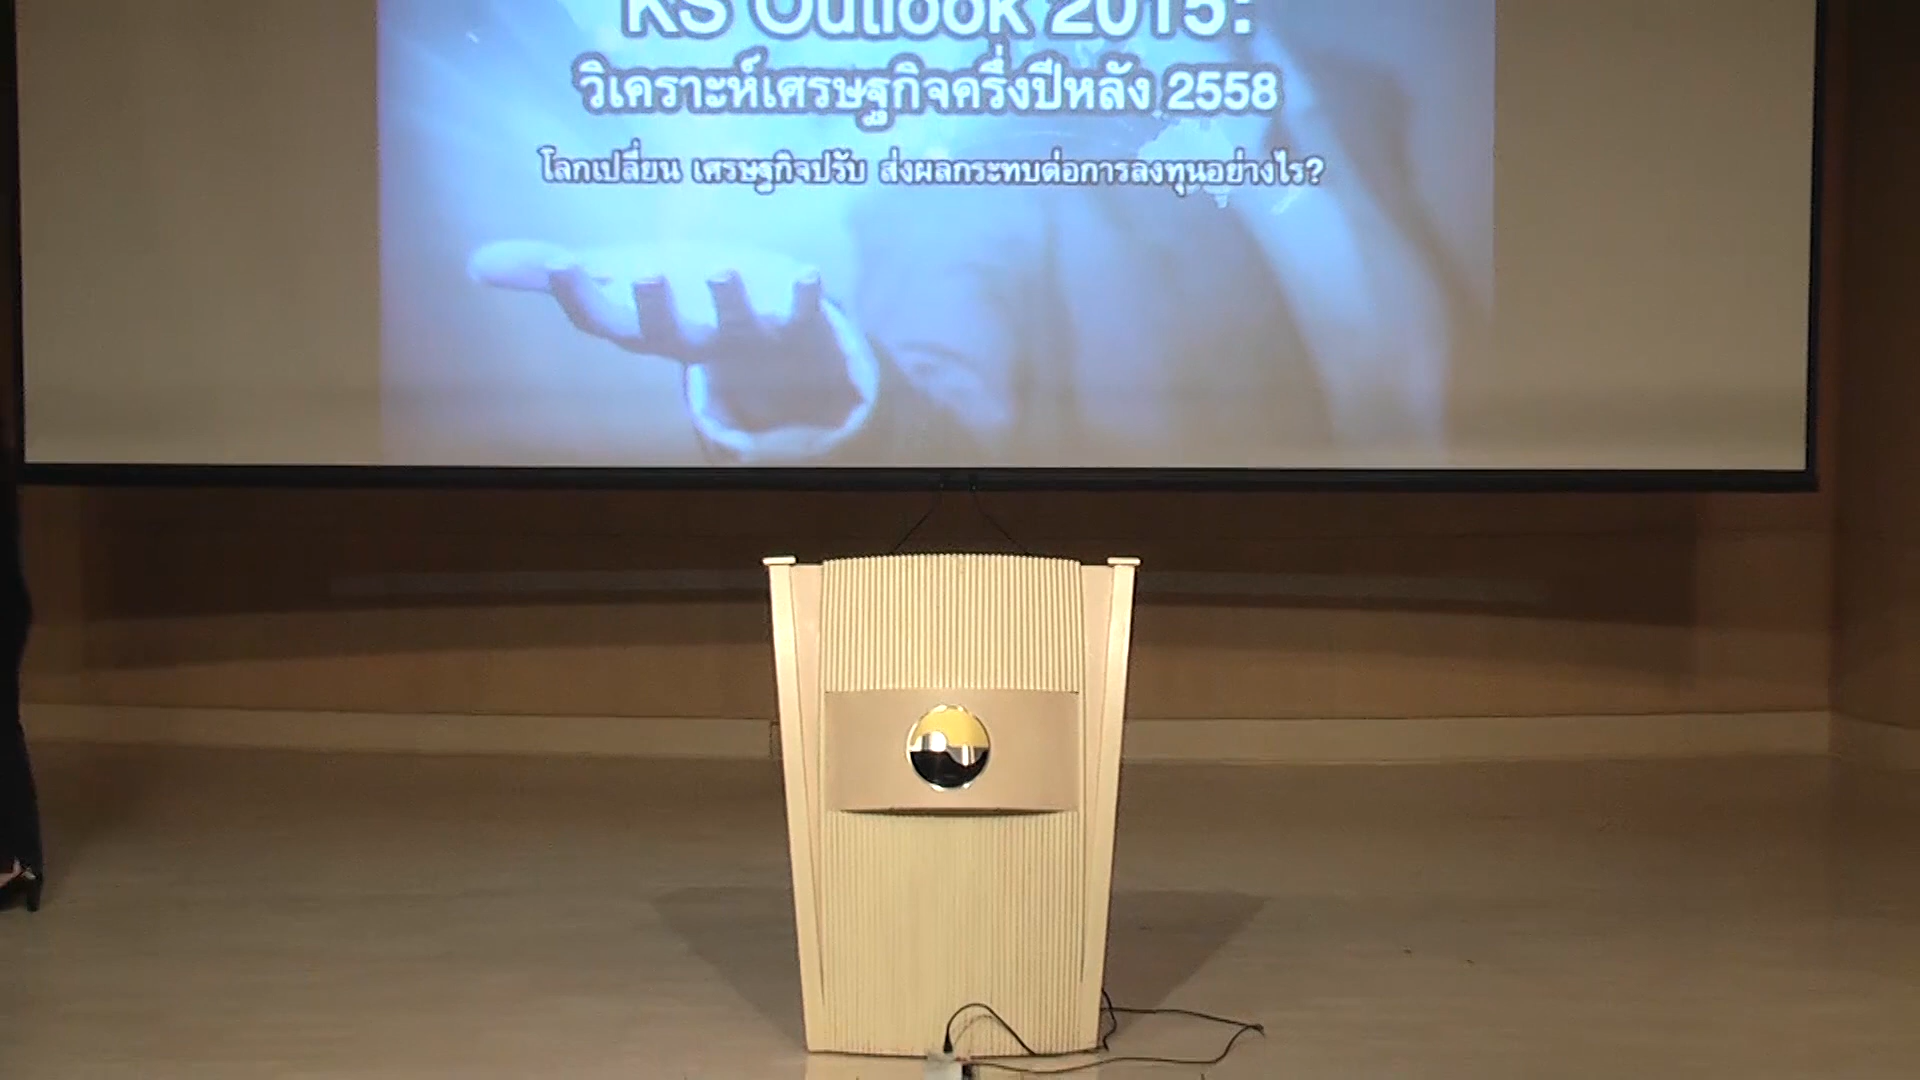 KS Outlook 2015:
วิเคราะห์เศรษฐกิจครึ่งปีหลัง 2558
โลกเปลี่ยน เศรษฐกิจปรับ ส่งผลกระทบต่อการลงทุนอย่างไร?